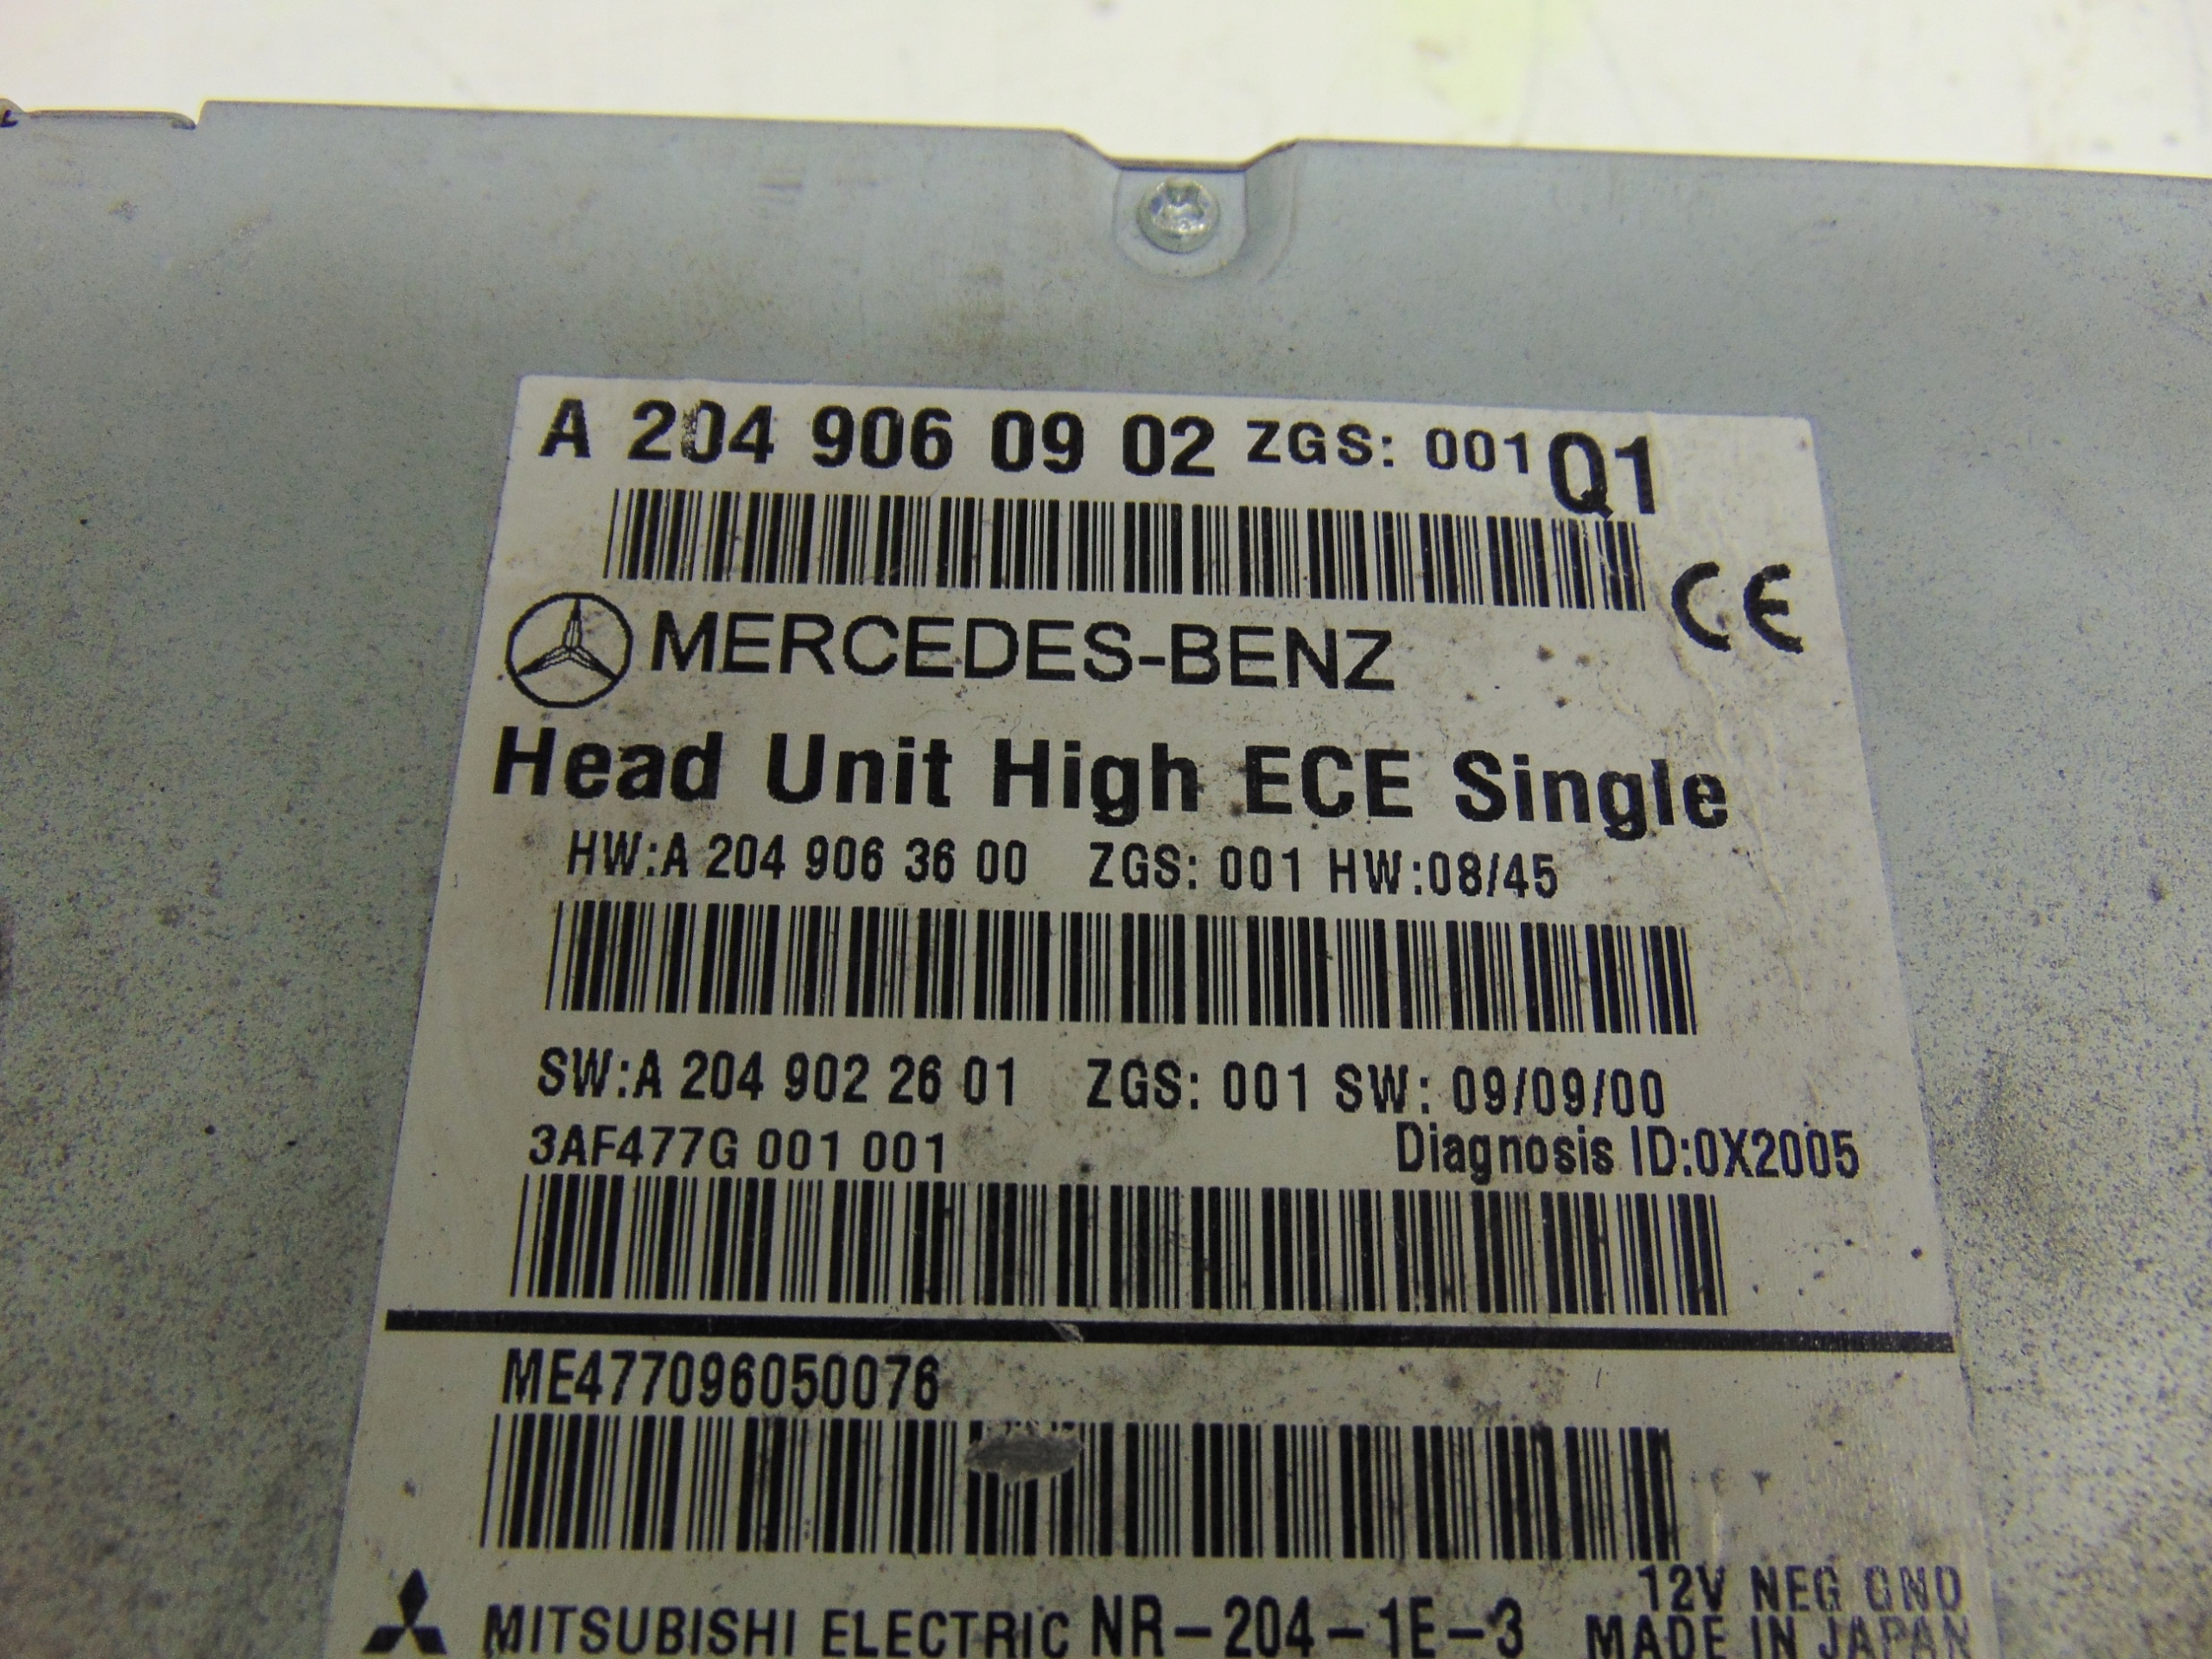 A 204 906 09 02 ZGS: 001 Q1
CE
MERCEDES-BENZ
Head Unit High ECE Single
HW:A 204 906 36 00 ZGS: 001 HW:08/45
SW:A 204 902 26 01 ZGS: 001 SW: 09/09/00
3AF477G 001 001 Diagnosis ID:0X2005
ME477096050076
12V NEG GND
MITSUBISHI ELECTRIC NR-204-1E-3 MADE IN JAPAN